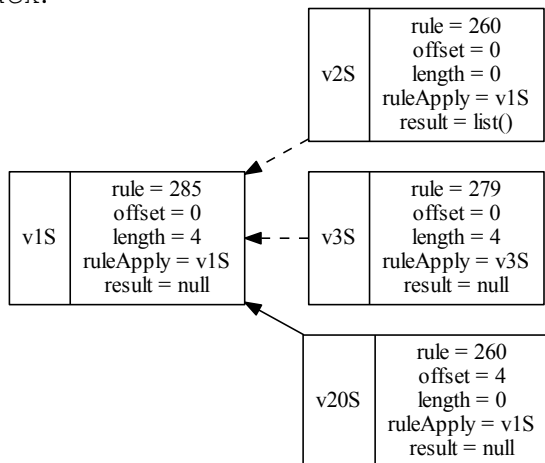 v2S
rule = 260
offset = 0
length = 0
ruleApply = v1S
result = list()
v1S
rule = 285
offset = 0
length = 4
ruleApply = v1S
result = null
v3S
rule = 279
offset = 0
length = 4
ruleApply = v3S
result = null
v20S
rule = 260
offset = 4
length = 0
ruleApply = v1S
result = null